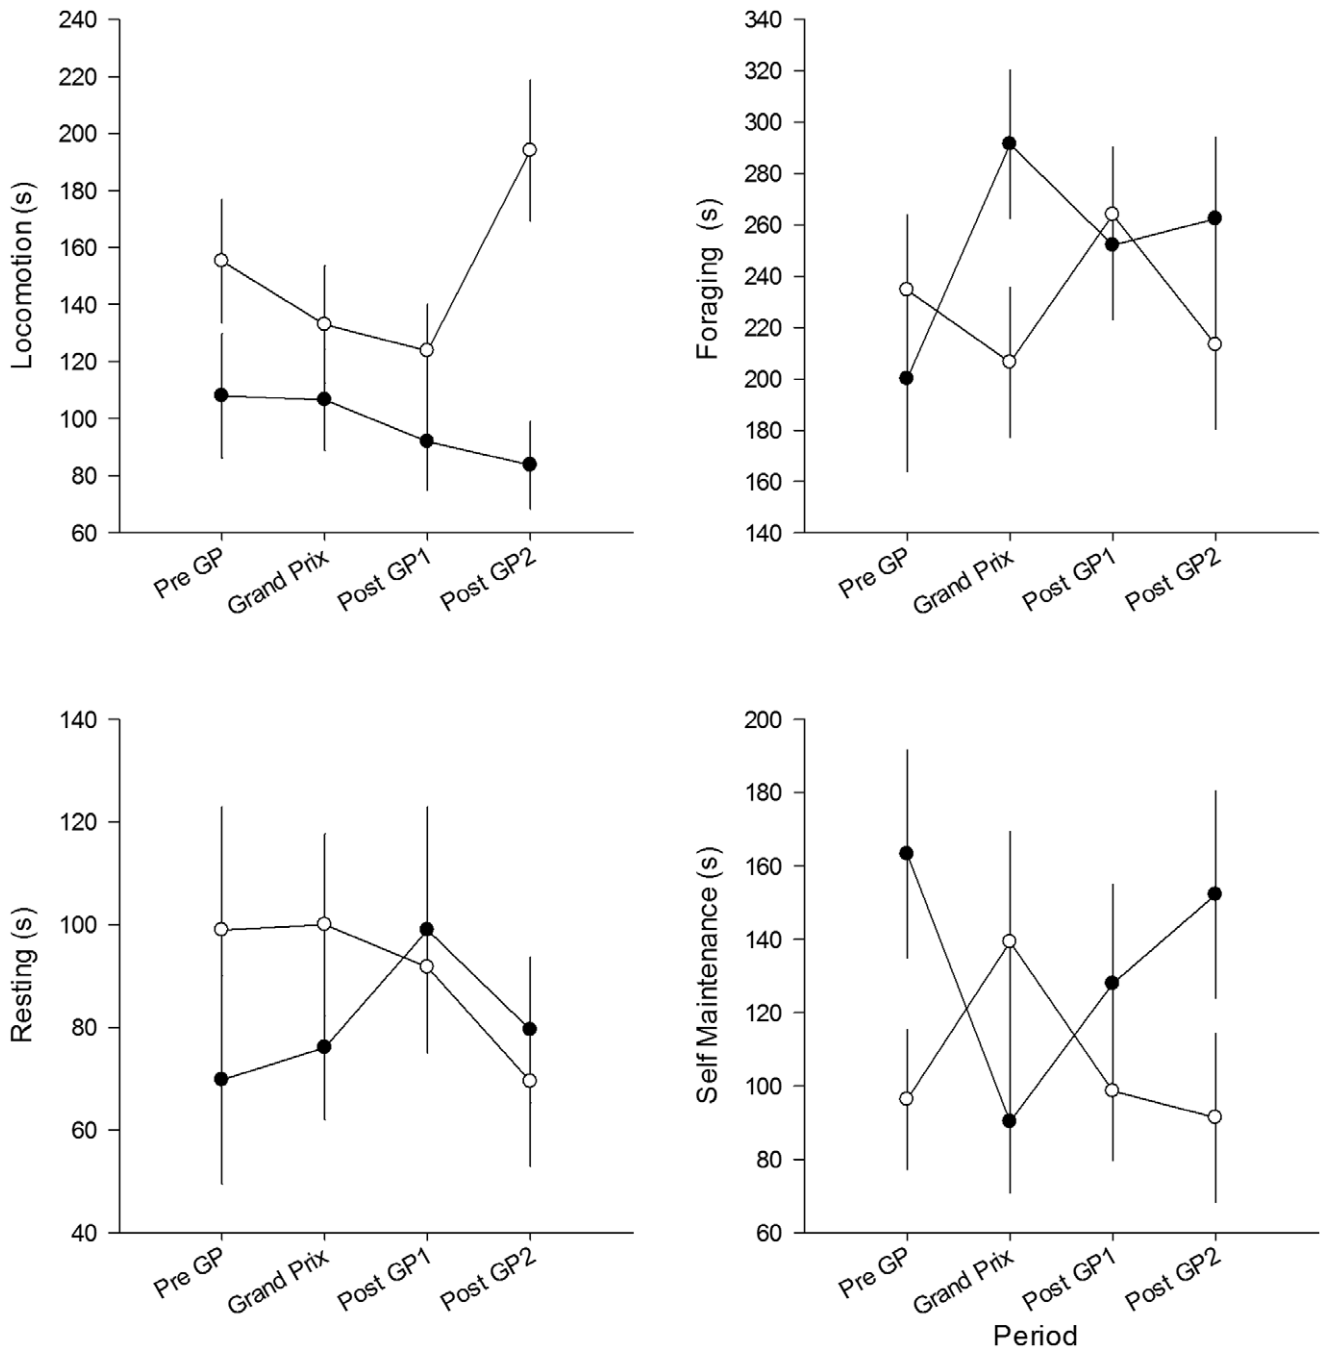 240
220
200
180
160
140
120
100
80
60
Locomotion (s)
Pre GP
Grand Prix
Post GP1
Post GP2
340
320
300
280
260
240
220
200
180
160
140
Foraging (s)
Pre GP
Grand Prix
Post GP1
Post GP2
140
120
100
80
60
40
Resting (s)
Pre GP
Grand Prix
Post GP1
Post GP2
200
180
160
140
120
100
80
60
Self Maintenance (s)
Pre GP
Grand Prix
Post GP1
Post GP2
Period